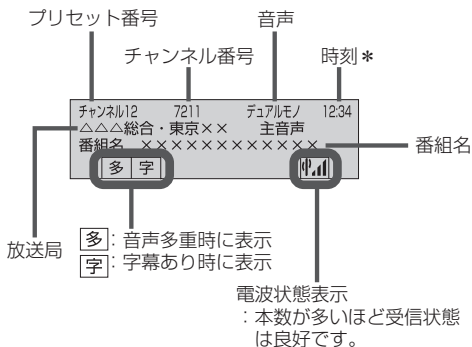 プリセット番号
音声
チャンネル番号
時刻＊
チャンネル12 7211 デュアルモノ 12:34
△△△総合・東京×× 主音声
番組名 ××××××××××××
番組名
多 字
放送局
多：音声多重時に表示
字：字幕あり時に表示
電波状態表示
：本数が多いほど受信状態
は良好です。